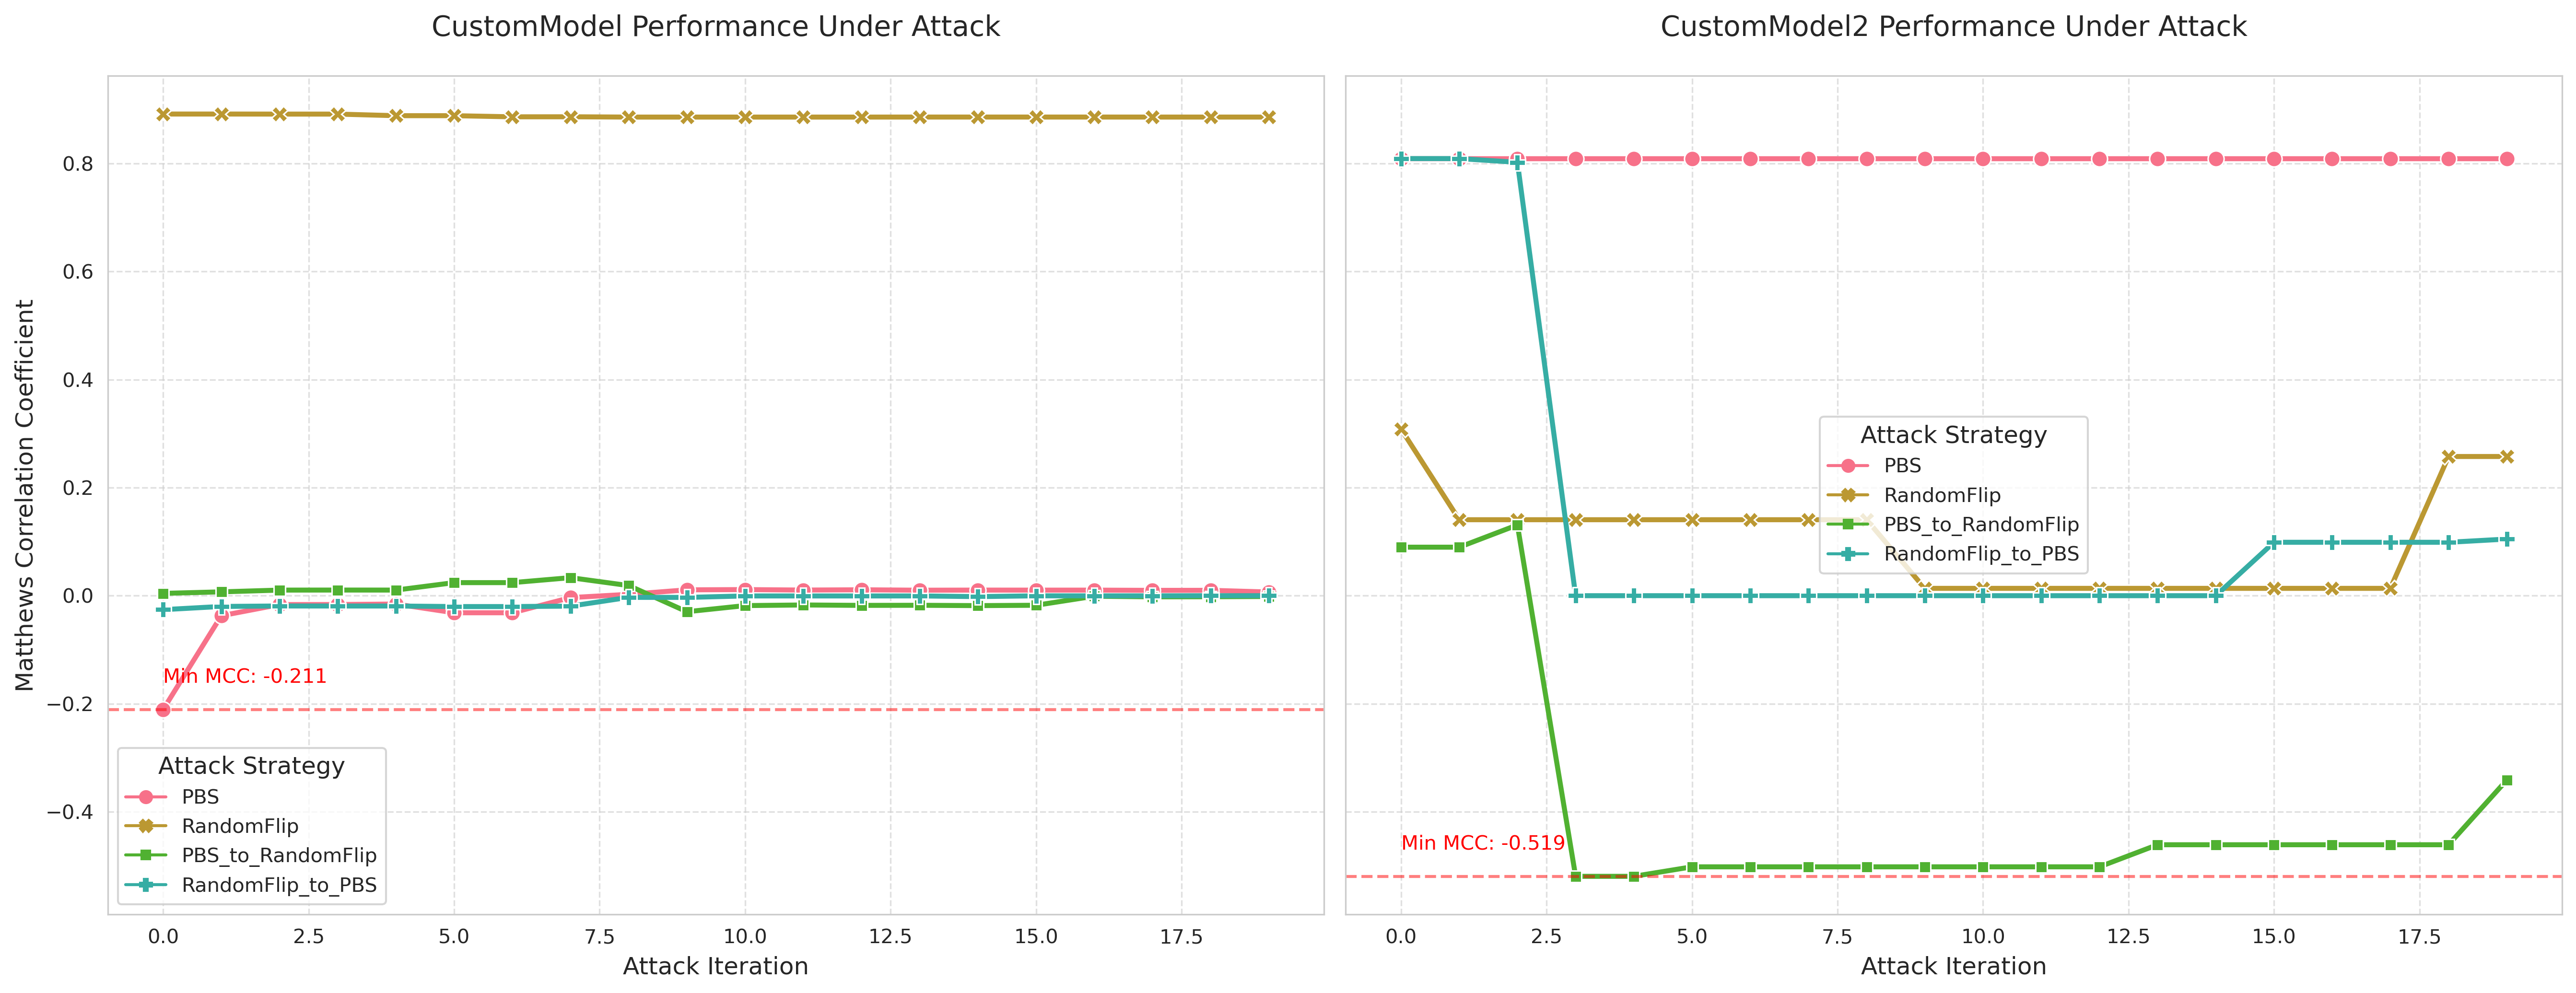 CustomModel Performance Under Attack
Matthews Correlation Coefficient
0.8
0.6
0.4
0.2
0.0
−0.2
−0.4
Min MCC: -0.211
Attack Strategy
PBS
RandomFlip
PBS_to_RandomFlip
RandomFlip_to_PBS
0.0 2.5 5.0 7.5 10.0 12.5 15.0 17.5
Attack Iteration
CustomModel2 Performance Under Attack
Attack Strategy
PBS
RandomFlip
PBS_to_RandomFlip
RandomFlip_to_PBS
Min MCC: -0.519
0.0 2.5 5.0 7.5 10.0 12.5 15.0 17.5
Attack Iteration